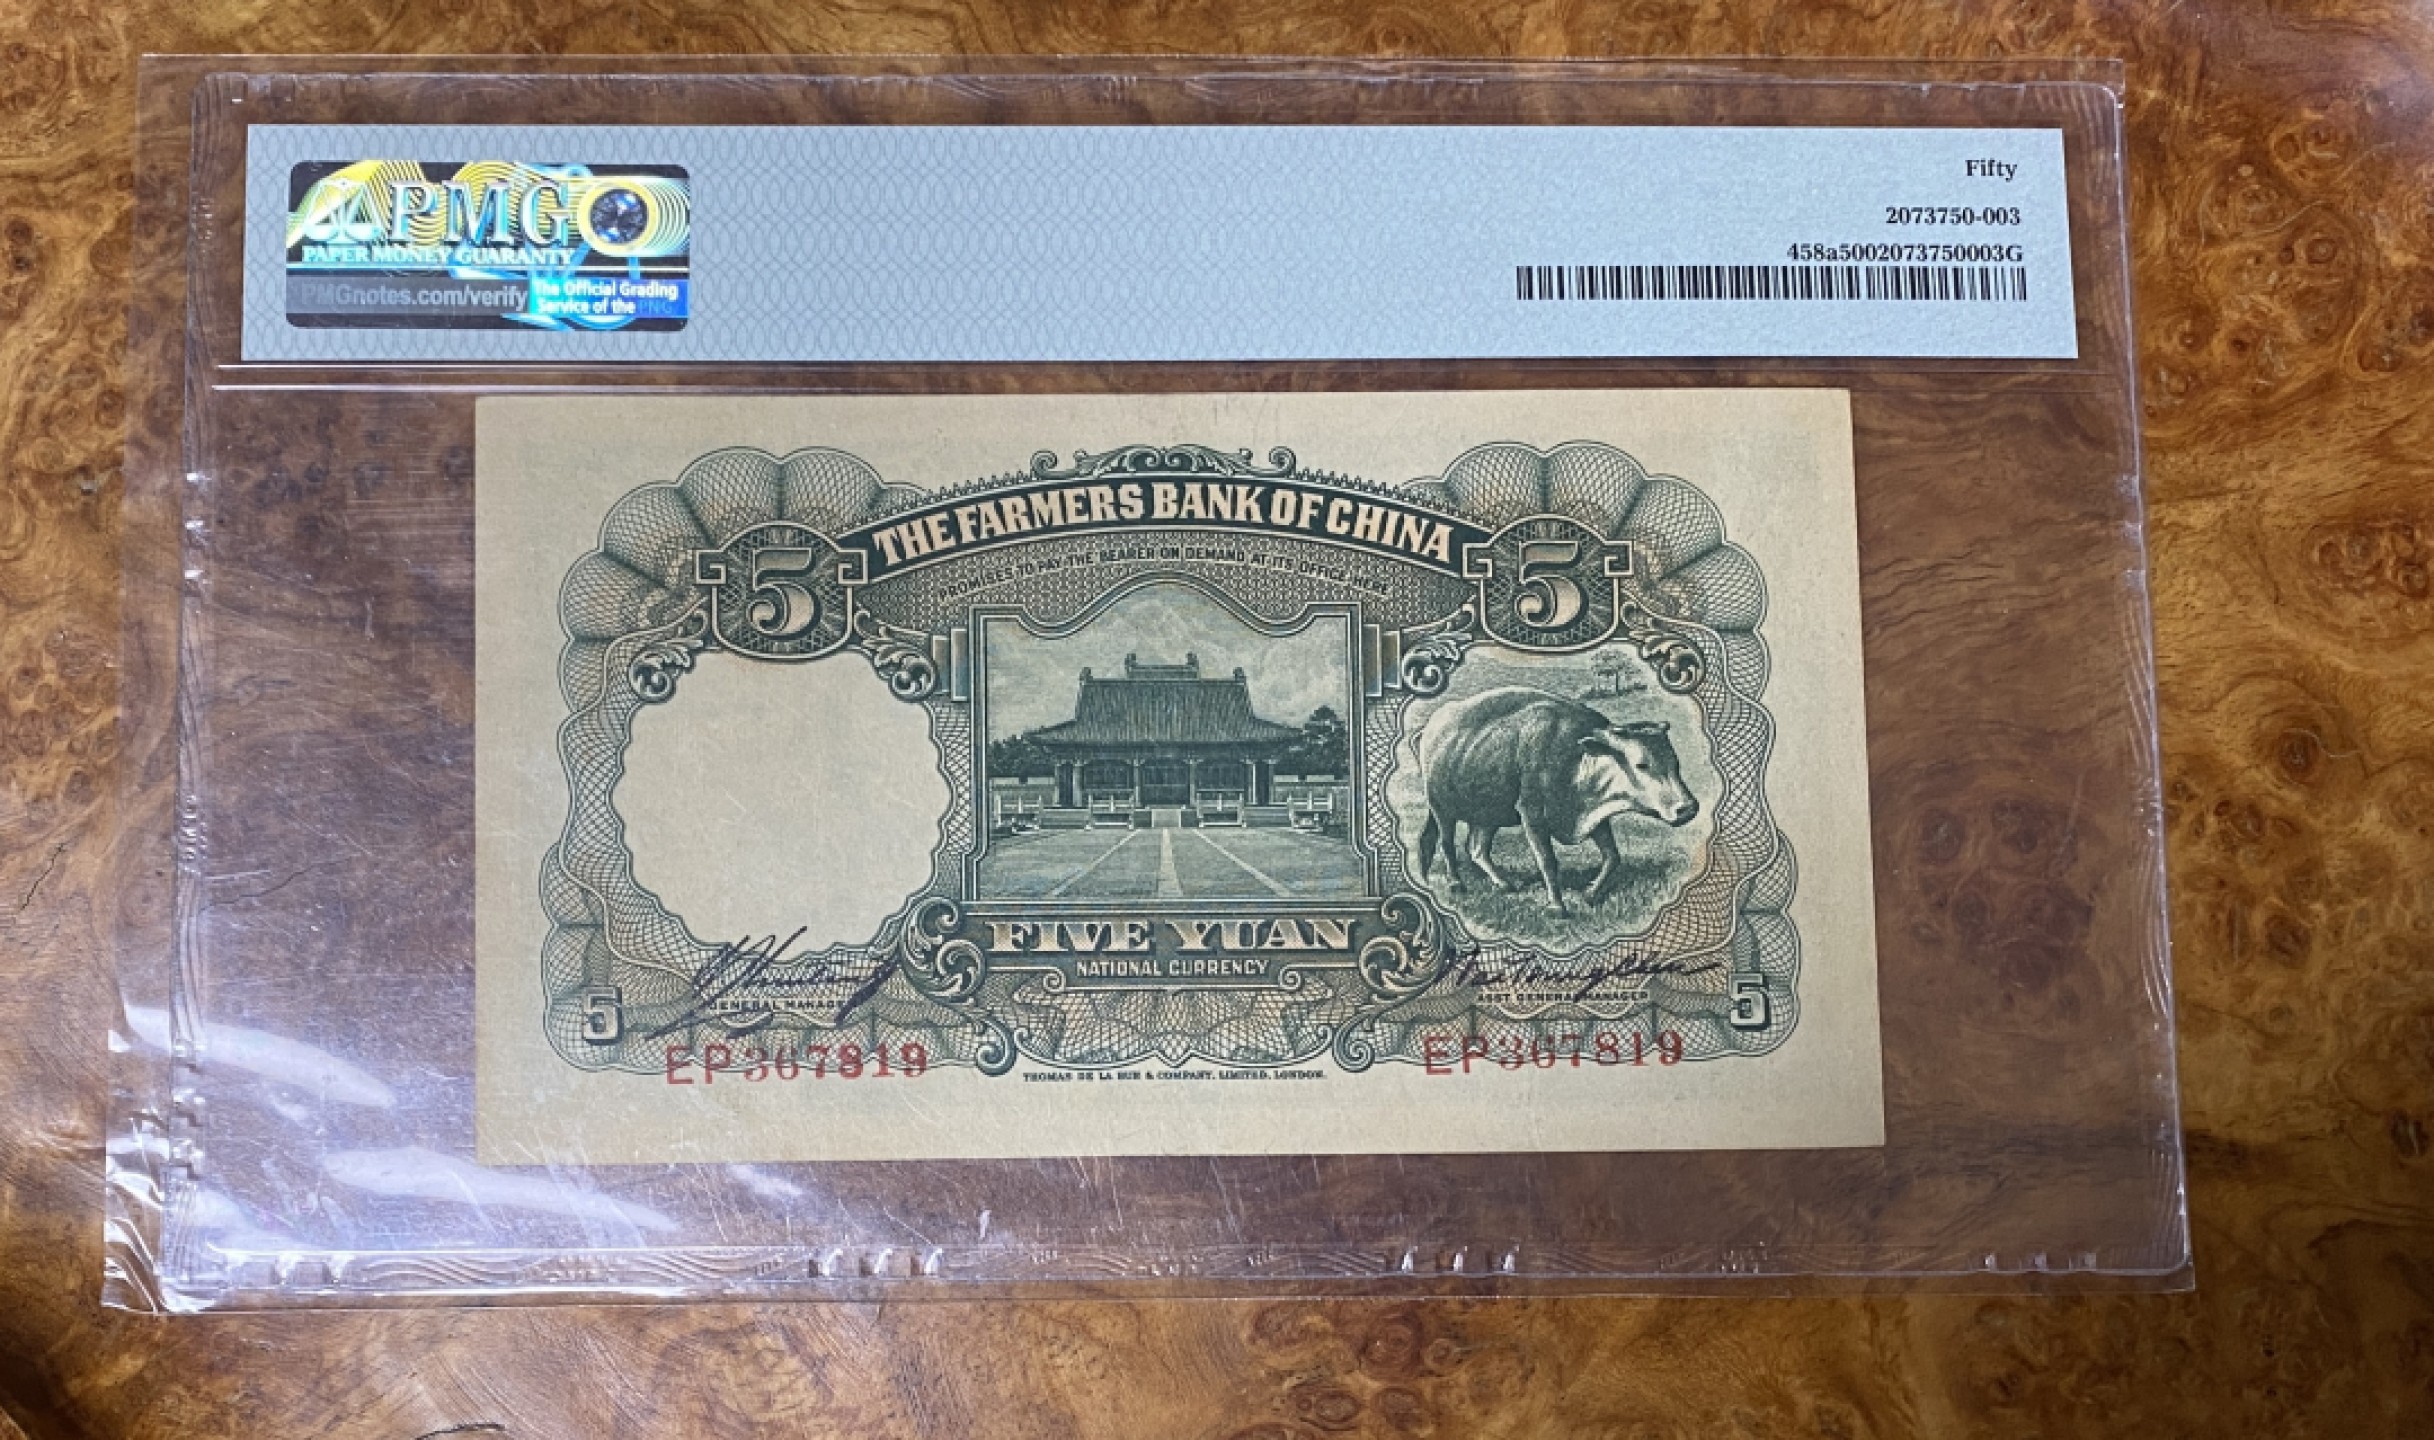 PMG
PAPER MONEY GUARANTY
PMGnotes.com/verify
The Official Grading
Service of the PNG
Fifty
2073750-003
458a5002073750003G
THE FARMERS BANK OF CHINA
PROMISES TO PAY THE BEARER ON DEMAND AT ITS OFFICE HERE
5
5
FIVE YUAN
NATIONAL CURRENCY
GENERAL MANAGER
ASST GENERAL MANAGER
5
5
EP367819
EP367819
THOMAS DE LA RUE & COMPANY, LIMITED, LONDON.